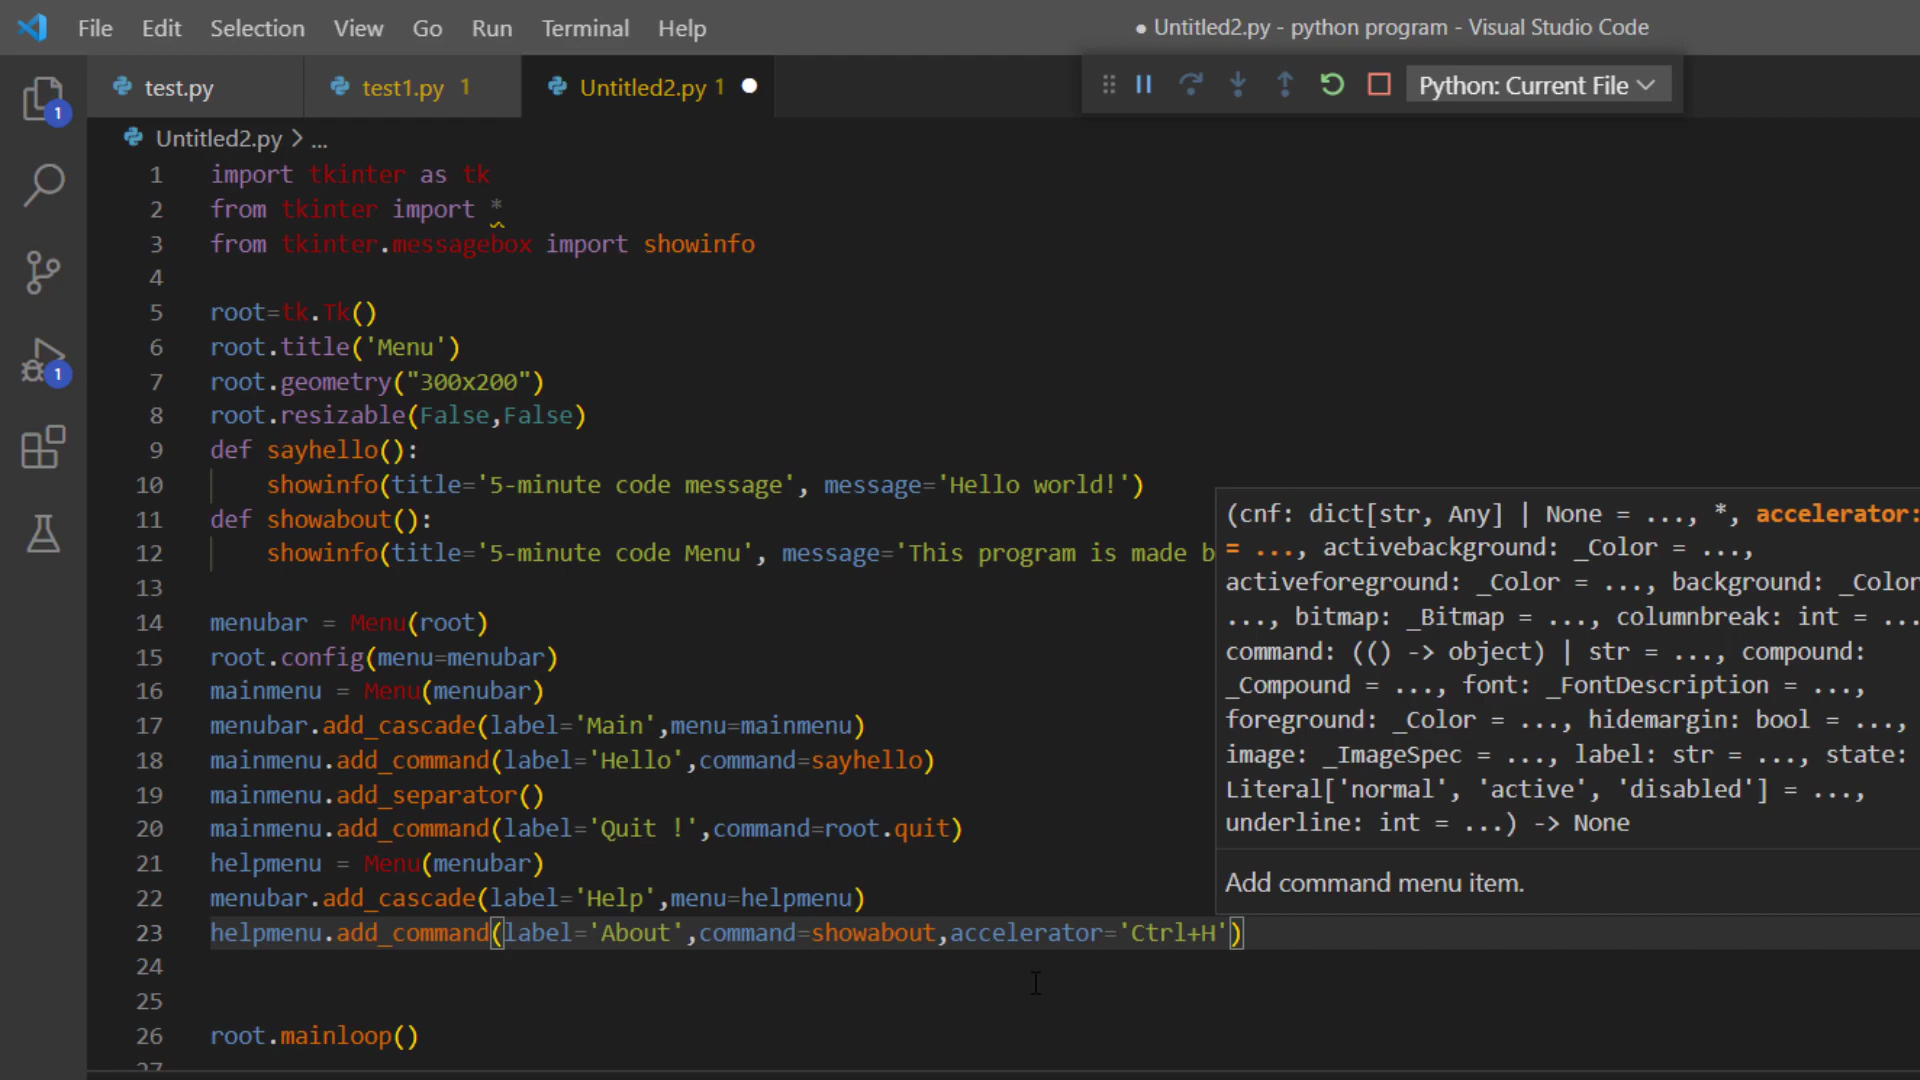 File Edit Selection View Go Run Terminal Help
● Untitled2.py - python program - Visual Studio Code
test.py
test1.py 1
Untitled2.py 1
Python: Current File
1
Untitled2.py > ...
1 import tkinter as tk
2 from tkinter import *
3 from tkinter.messagebox import showinfo
4
5 root=tk.Tk()
6 root.title('Menu')
7 root.geometry("300x200")
8 root.resizable(False,False)
9 def sayhello():
10 showinfo(title='5-minute code message', message='Hello world!')
11 def showabout():
12 showinfo(title='5-minute code Menu', message='This program is made b
13
14 menubar = Menu(root)
15 root.config(menu=menubar)
16 mainmenu = Menu(menubar)
17 menubar.add_cascade(label='Main',menu=mainmenu)
18 mainmenu.add_command(label='Hello',command=sayhello)
19 mainmenu.add_separator()
20 mainmenu.add_command(label='Quit !',command=root.quit)
21 helpmenu = Menu(menubar)
22 menubar.add_cascade(label='Help',menu=helpmenu)
23 helpmenu.add_command(label='About',command=showabout,accelerator='Ctrl+H')
24
25
26 root.mainloop()
27
1
(cnf: dict[str, Any] | None = ..., *, accelerator:
= ..., activebackground: _Color = ...,
activeforeground: _Color = ..., background: _Color
..., bitmap: _Bitmap = ..., columnbreak: int = ...
command: (() -> object) | str = ..., compound:
_Compound = ..., font: _FontDescription = ...,
foreground: _Color = ..., hidemargin: bool = ...,
image: _ImageSpec = ..., label: str = ..., state:
Literal['normal', 'active', 'disabled'] = ...,
underline: int = ...) -> None
Add command menu item.